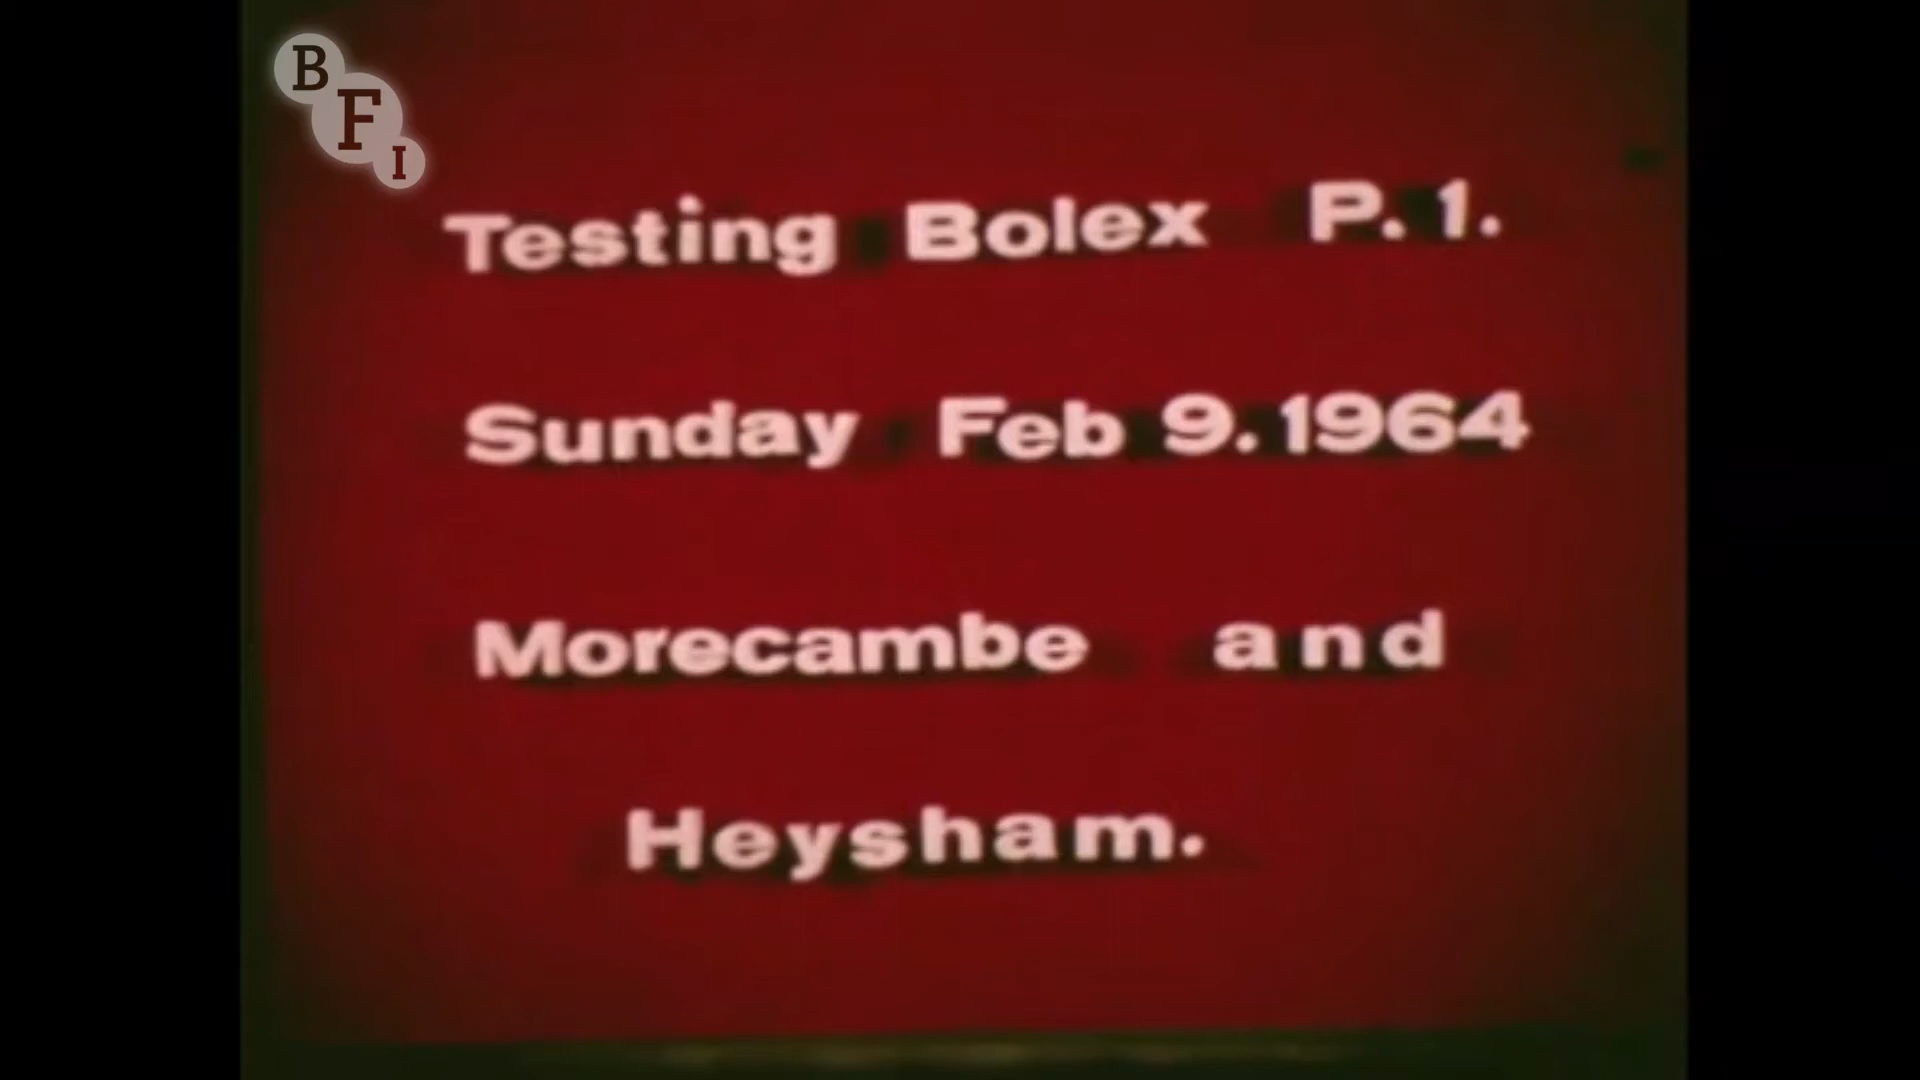 BFI
Testing Bolex P.1.
Sunday Feb 9.1964
Morecambe and
Heysham.